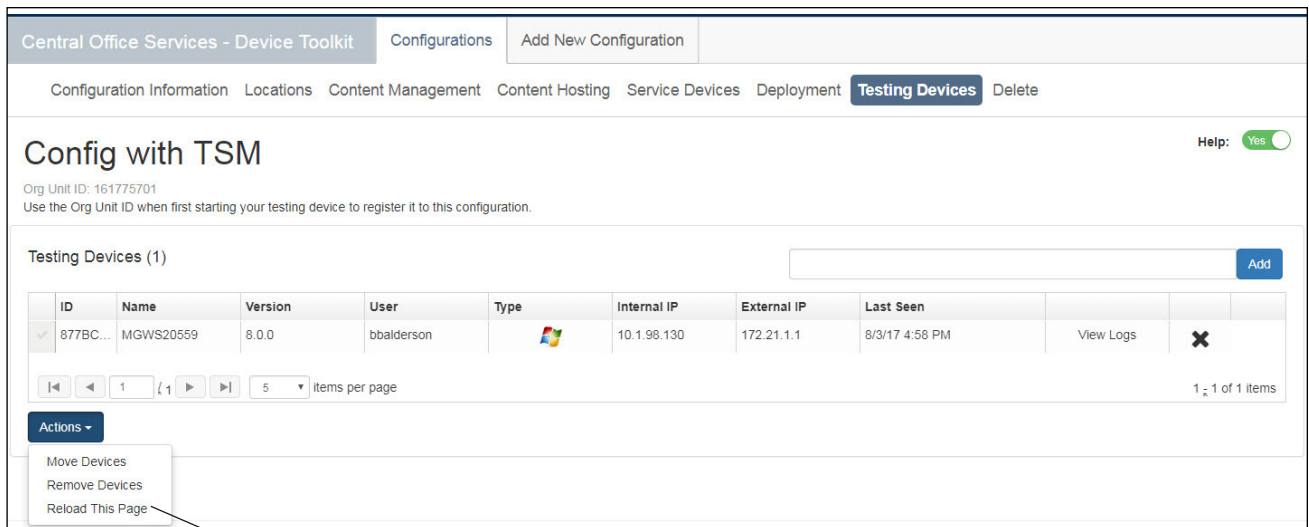 Central Office Services - Device Toolkit Configurations Add New Configuration
Configuration Information Locations Content Management Content Hosting Service Devices Deployment Testing Devices Delete
Config with TSM
Help: Yes
Org Unit ID: 161775701
Use the Org Unit ID when first starting your testing device to register it to this configuration.
Testing Devices (1)
Add
ID Name Version User Type Internal IP External IP Last Seen
877BC... MGWS20559 8.0.0 bbalderson 10.1.98.130 172.21.1.1 8/3/17 4:58 PM View Logs
1 / 1 5 items per page 1 - 1 of 1 items
Actions
Move Devices
Remove Devices
Reload This Page